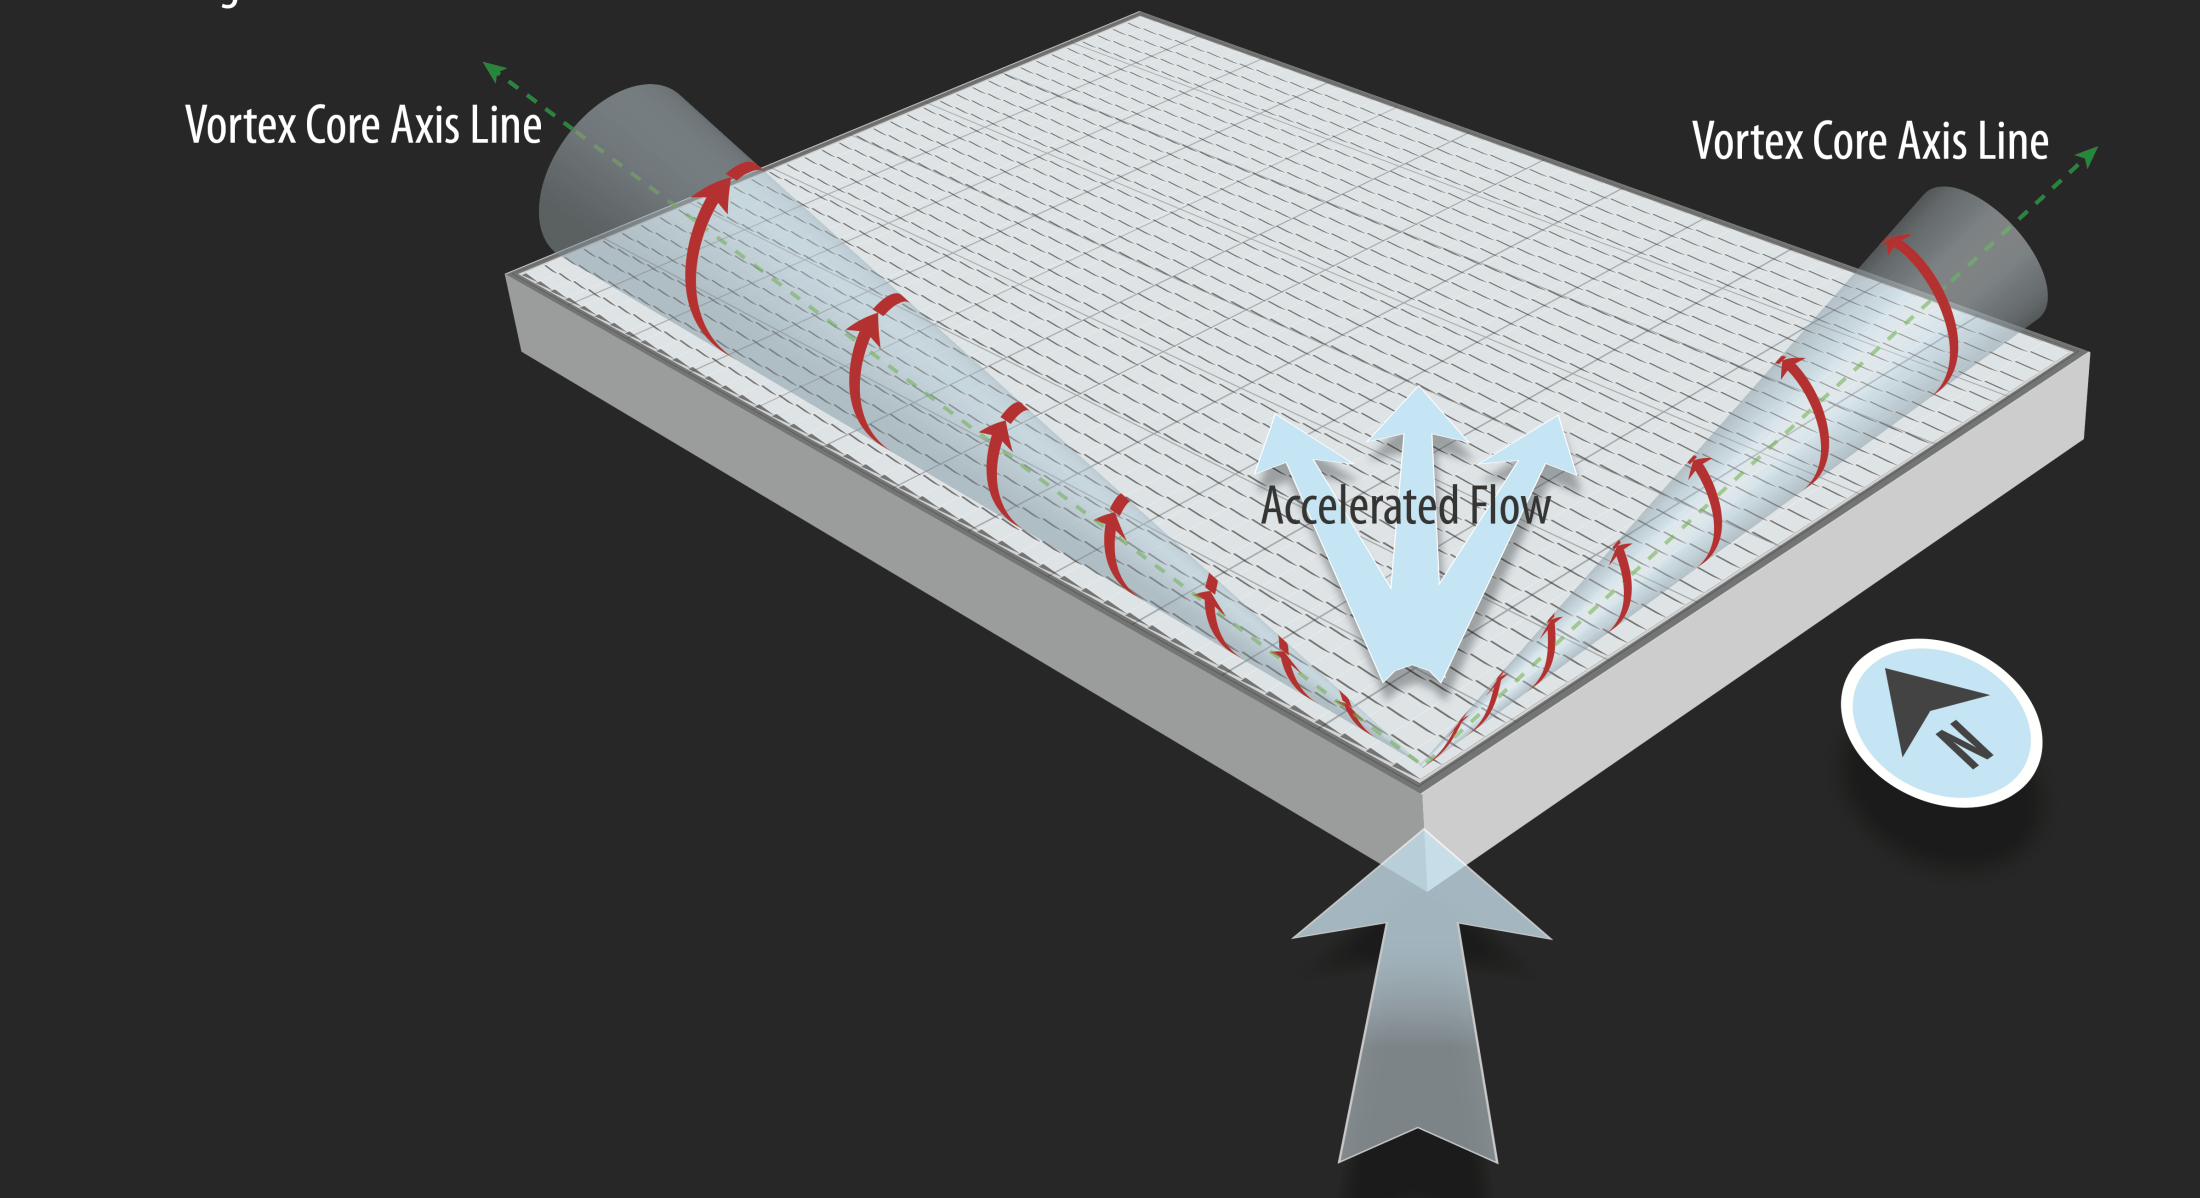 Vortex Core Axis Line
Vortex Core Axis Line
Accelerated Flow
N